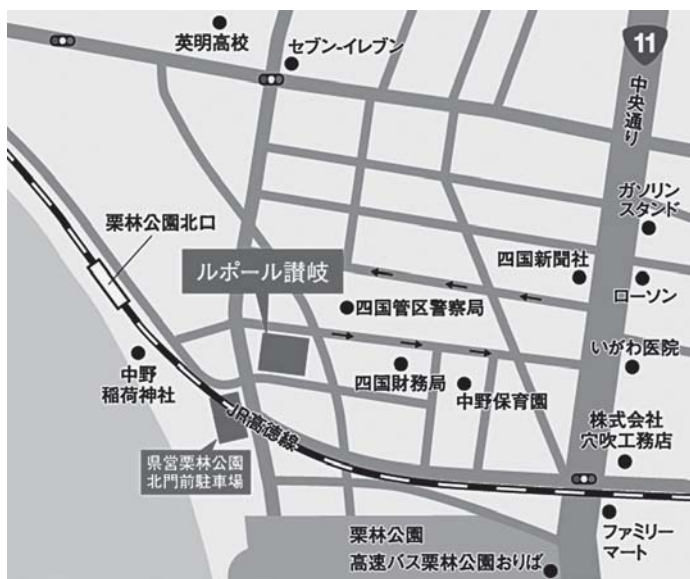 英明高校
セブン-イレブン
11
中央通り
ガソリン
スタンド
栗林公園北口
ルポール讃岐
四国新聞社
ローソン
四国管区警察局
いがわ医院
中野
稲荷神社
四国財務局
中野保育園
JR高徳線
株式会社
穴吹工務店
県営栗林公園
北門前駐車場
ファミリー
マート
栗林公園
高速バス栗林公園おりば